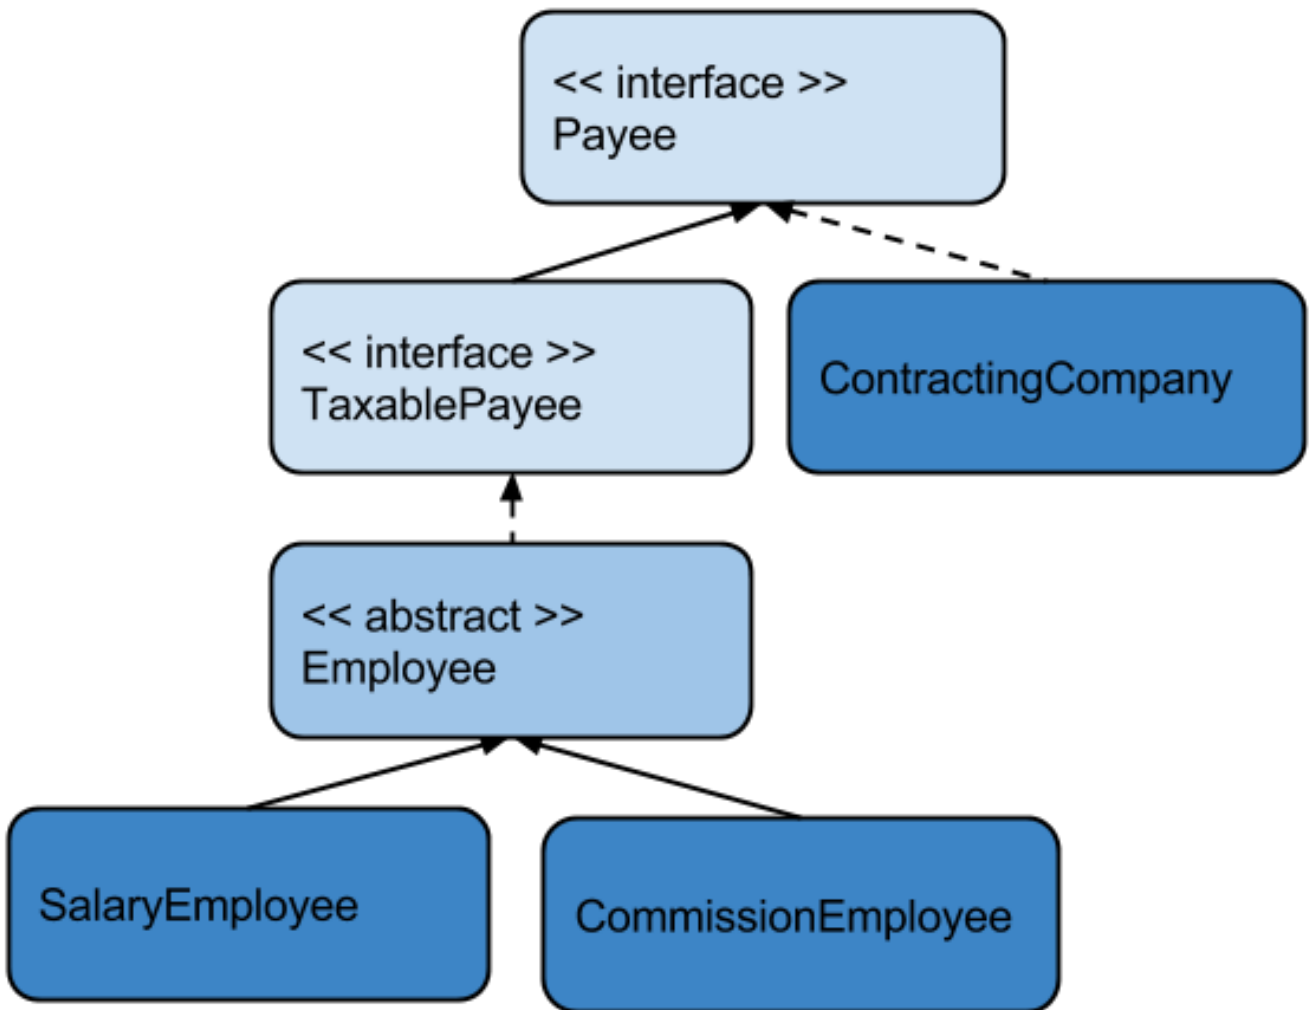 << interface >>
Payee
<< interface >>
TaxablePayee
ContractingCompany
<< abstract >>
Employee
SalaryEmployee
CommissionEmployee